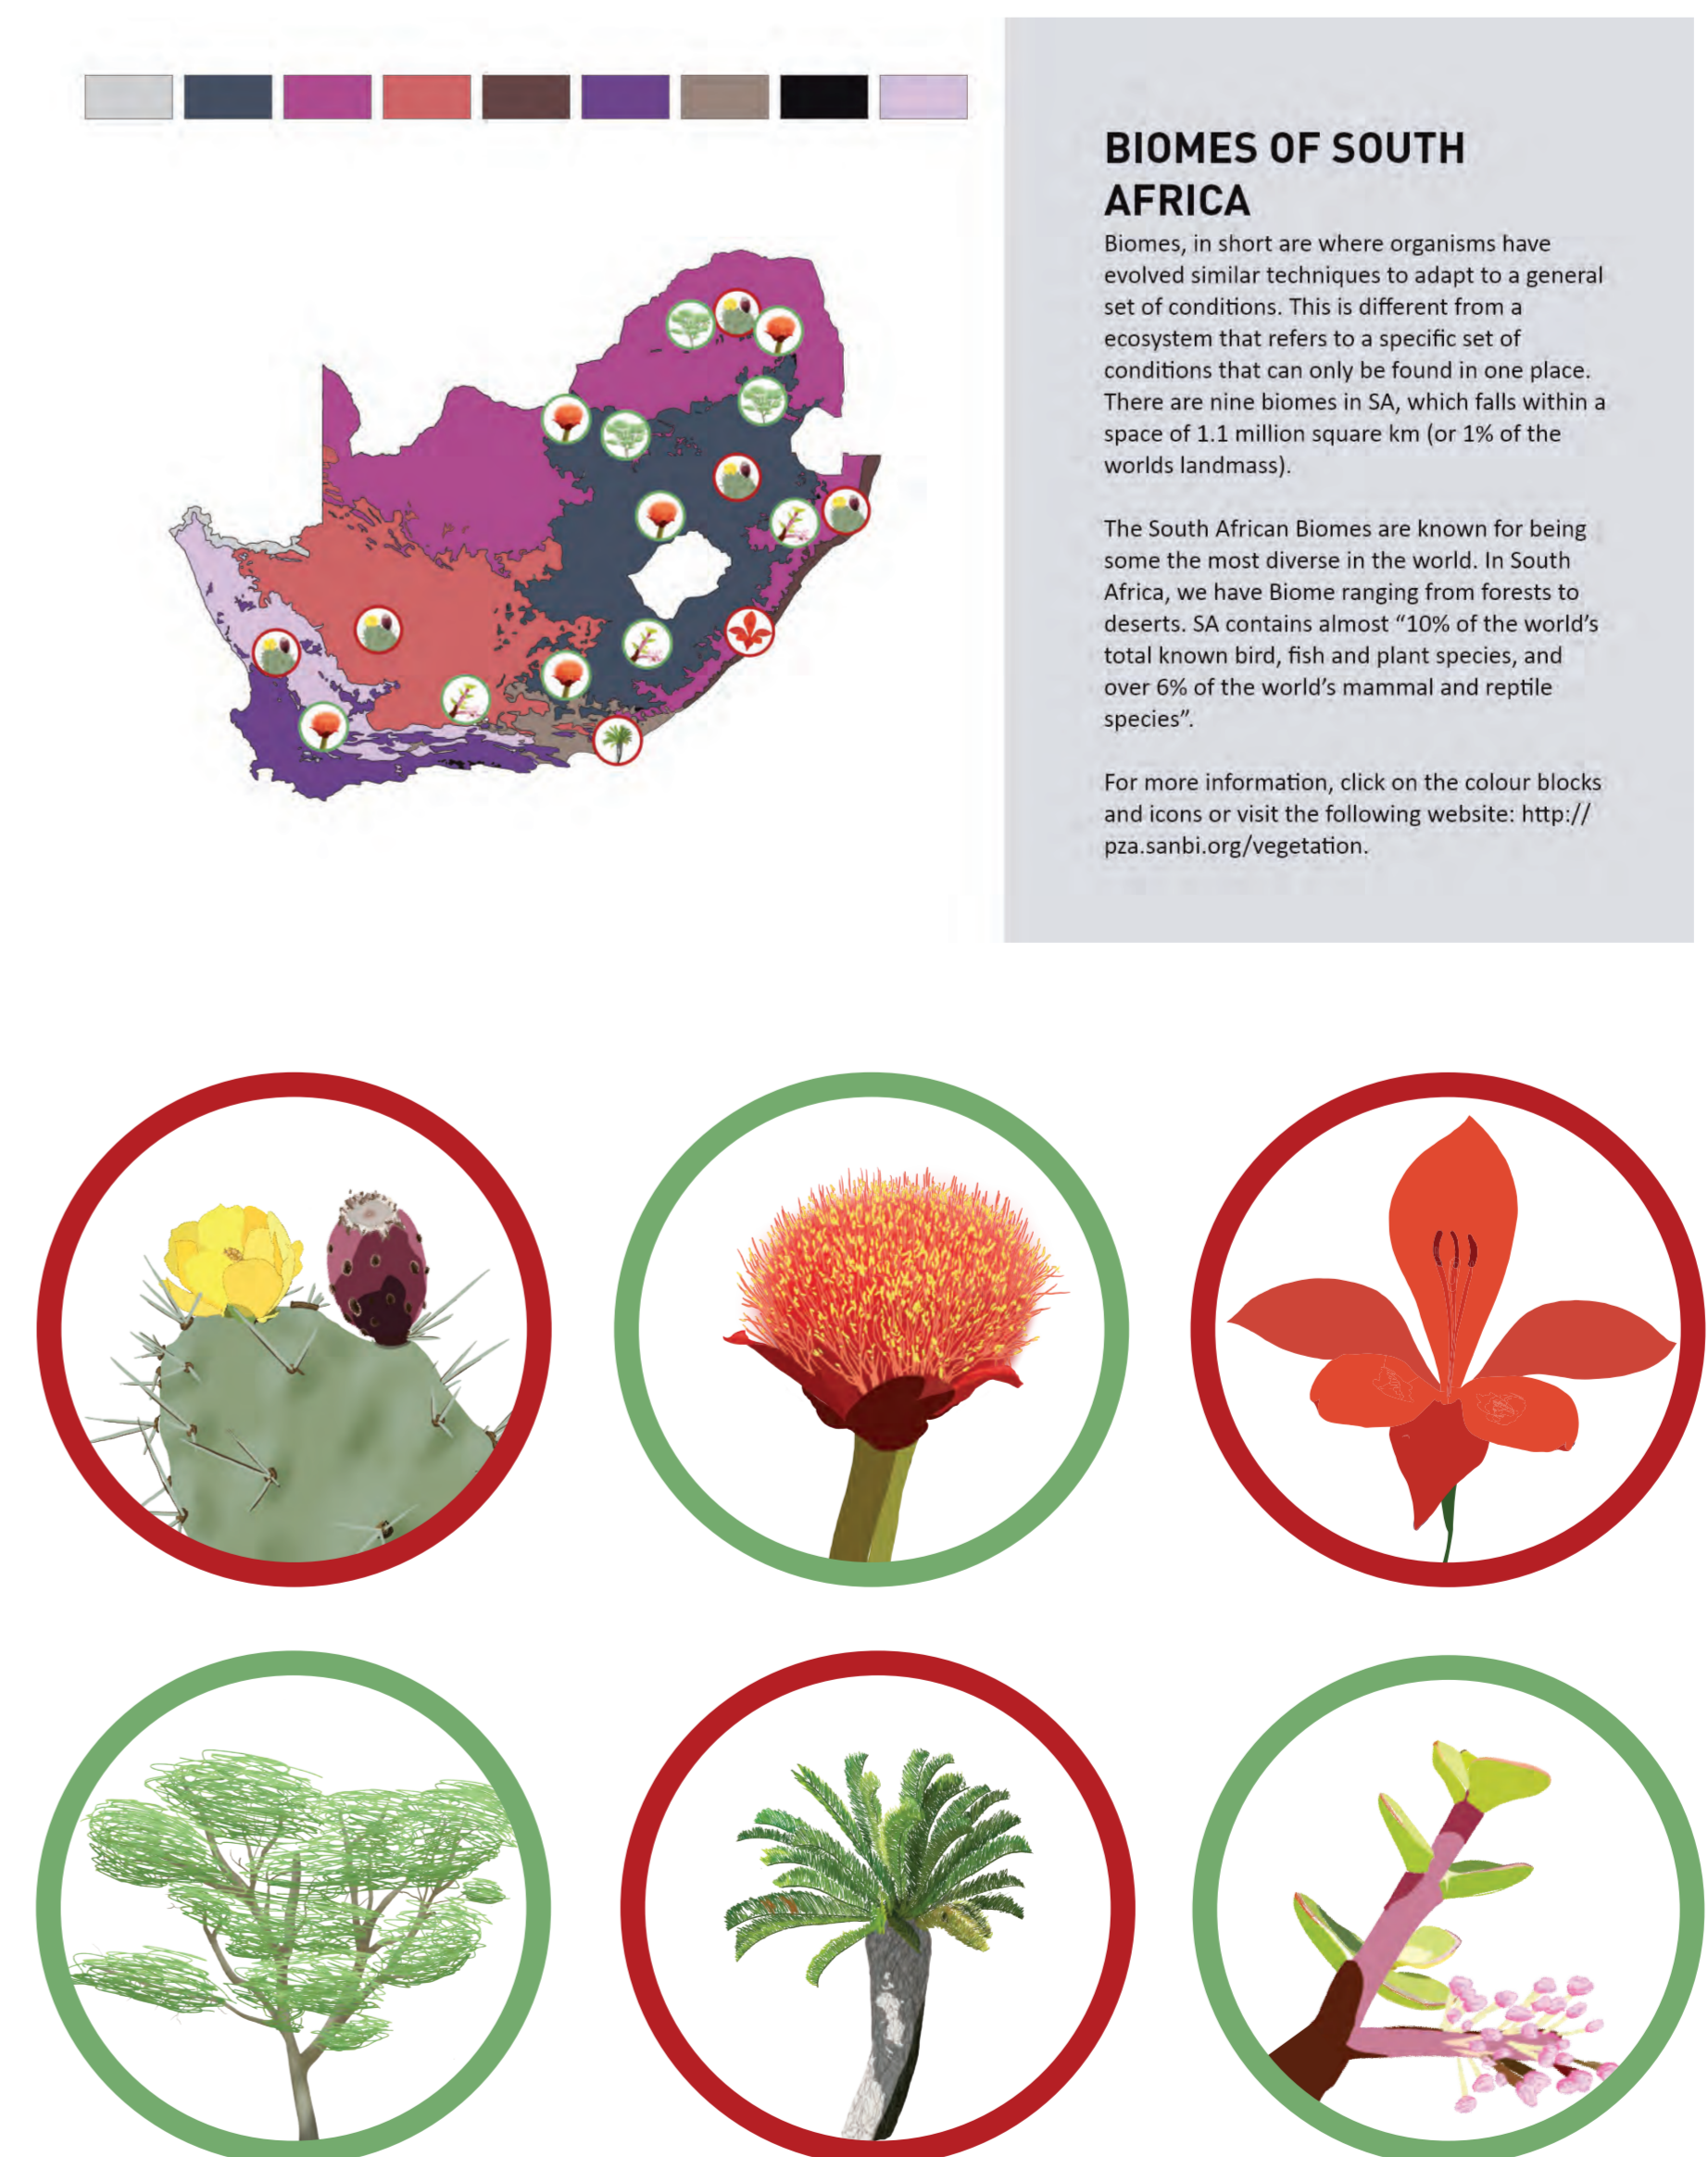 BIOMES OF SOUTH
AFRICA
Biomes, in short are where organisms have
evolved similar techniques to adapt to a general
set of conditions. This is different from a
ecosystem that refers to a specific set of
conditions that can only be found in one place.
There are nine biomes in SA, which falls within a
space of 1.1 million square km (or 1% of the
worlds landmass).
The South African Biomes are known for being
some the most diverse in the world. In South
Africa, we have Biome ranging from forests to
deserts. SA contains almost “10% of the world’s
total known bird, fish and plant species, and
over 6% of the world’s mammal and reptile
species”.
For more information, click on the colour blocks
and icons or visit the following website: http://
pza.sanbi.org/vegetation.